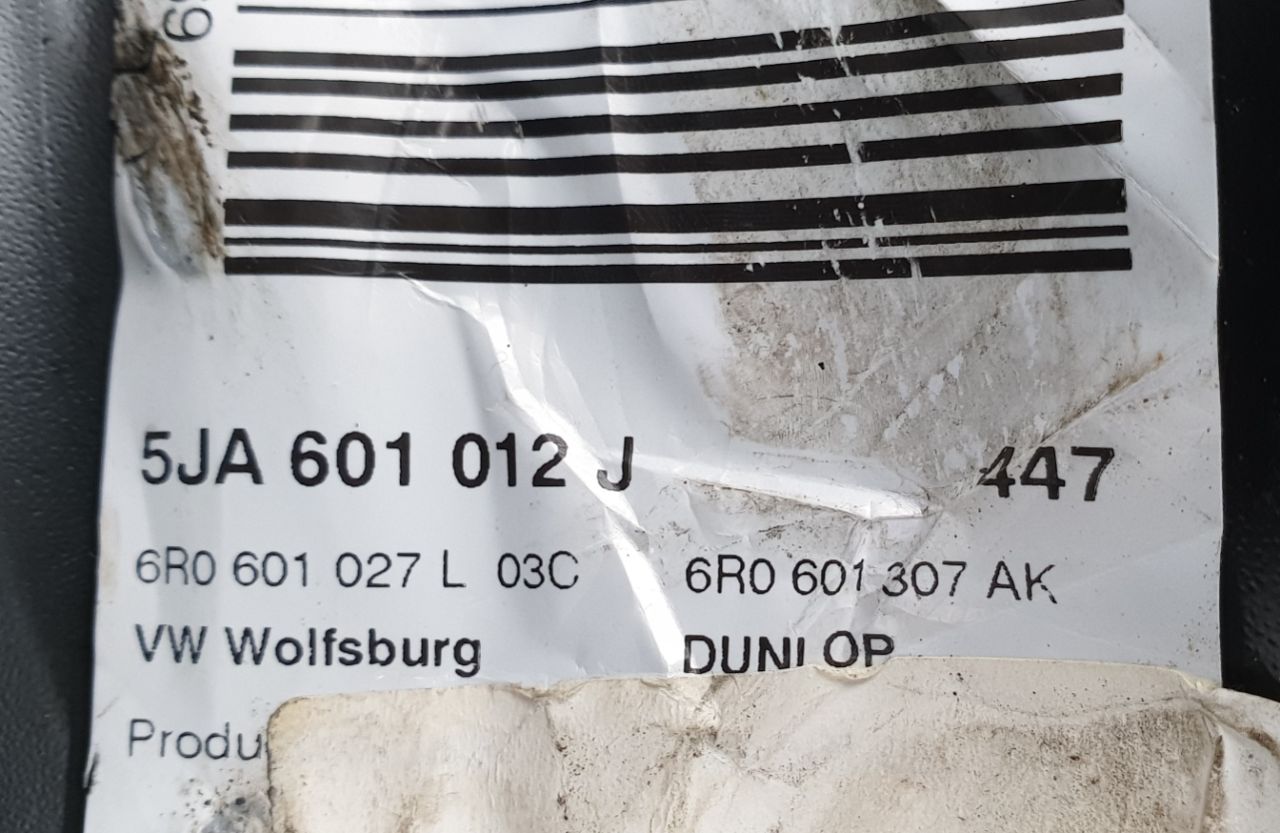 5JA 601 012 J 447
6R0 601 027 L 03C 6R0 601 307 AK
VW Wolfsburg DUNLOP